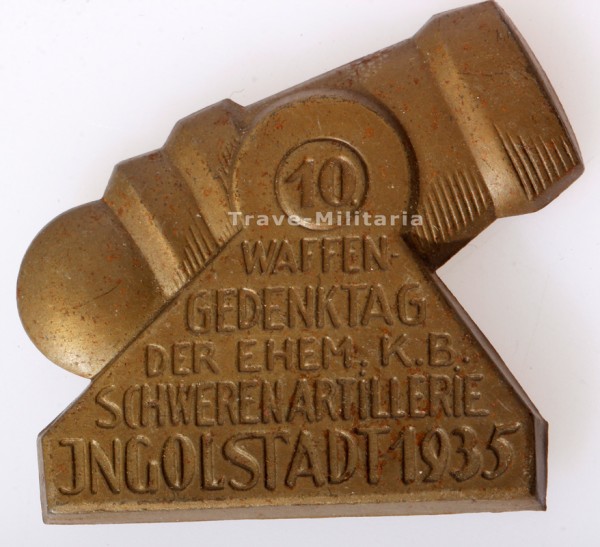 10
Trave-Militaria
WAFFEN-
GEDENKTAG
DER EHEM. K.B.
SCHWEREN ARTILLERIE
JNGOLSTADT 1935